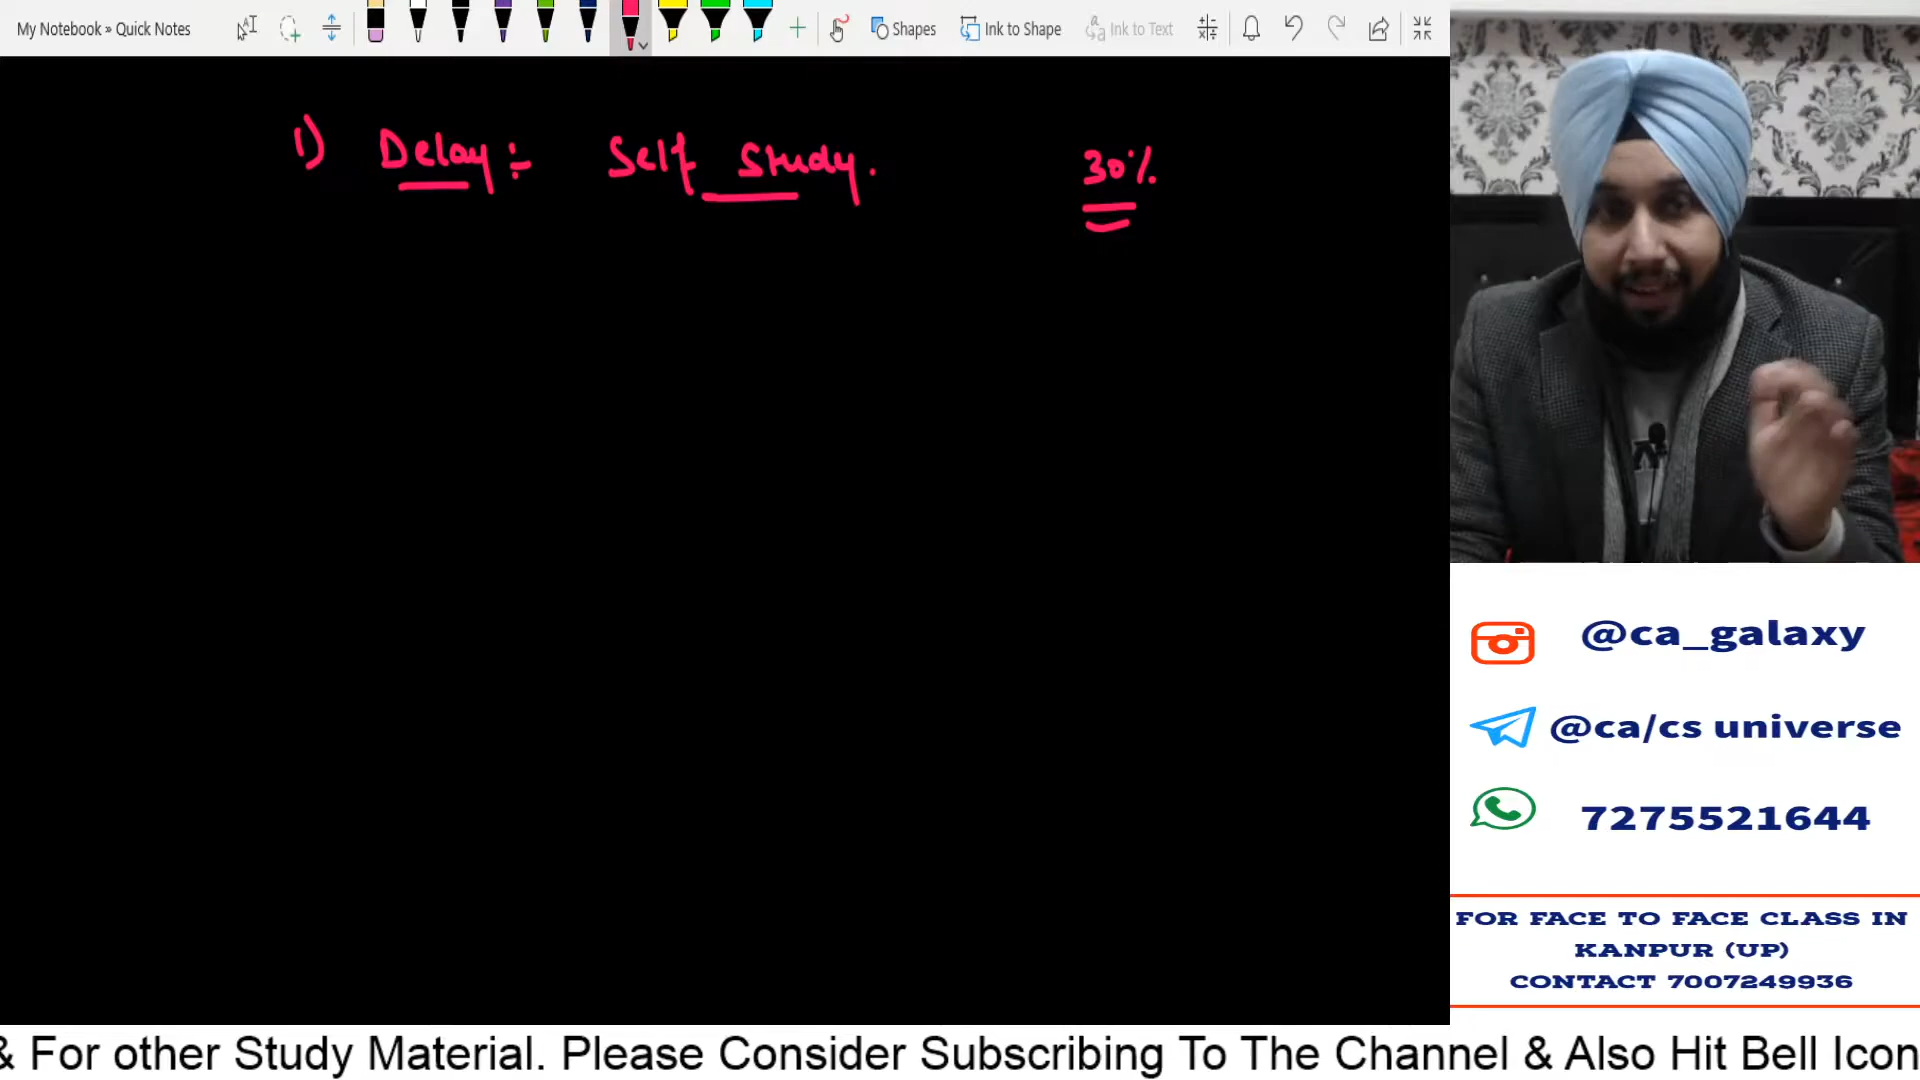 My Notebook » Quick Notes
Shapes
Ink to Shape
Ink to Text
1) Delay:- Self Study. 30%
@ca_galaxy
@ca/cs universe
7275521644
FOR FACE TO FACE CLASS IN
KANPUR (UP)
CONTACT 7007249936
& For other Study Material. Please Consider Subscribing To The Channel & Also Hit Bell Icon